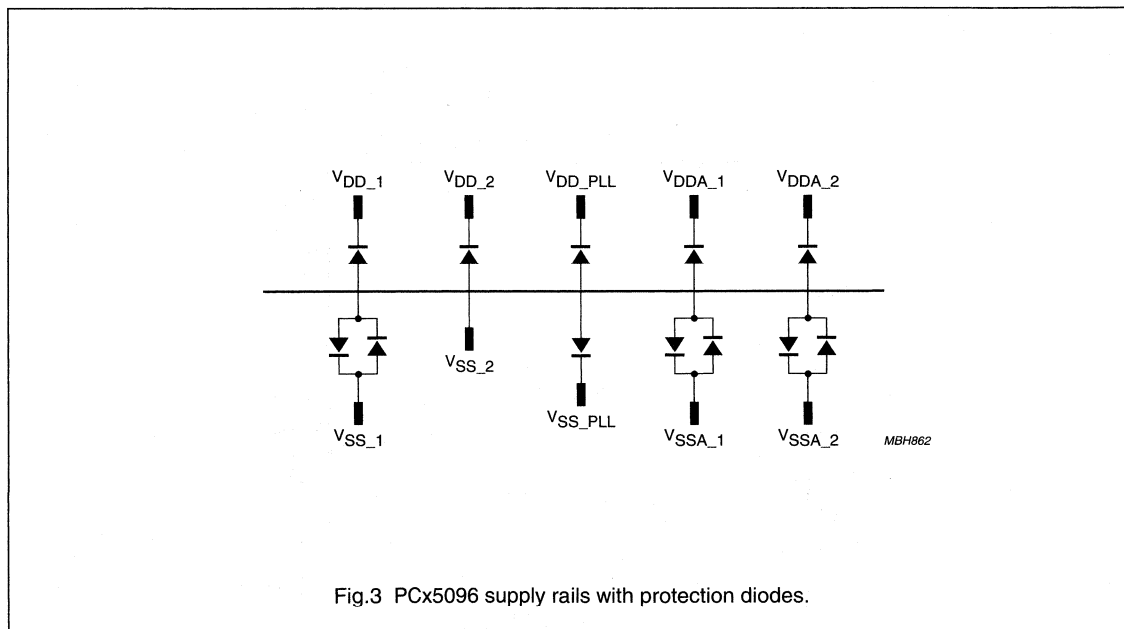 VDD_1 VDD_2 VDD_PLL VDDA_1 VDDA_2
VSS_2
VSS_PLL
VSS_1 VSSA_1 VSSA_2 MBH862
Fig.3 PCx5096 supply rails with protection diodes.